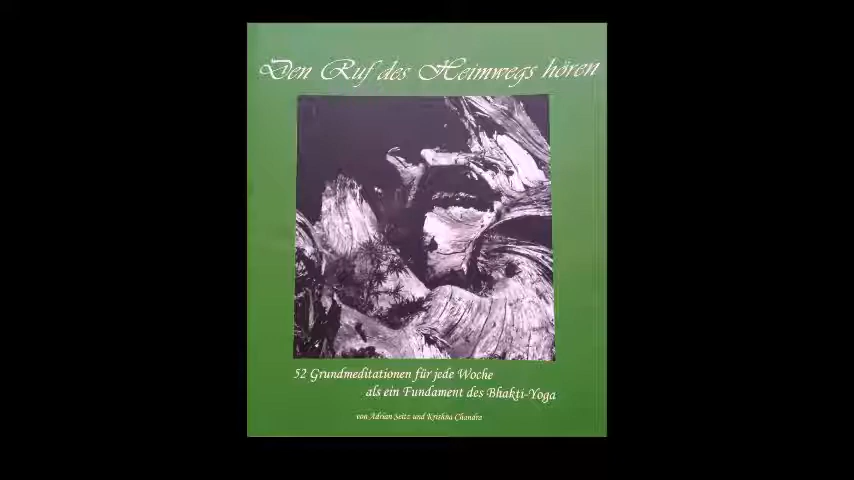 Den Ruf des Heimwegs hören
52 Grundmeditationen für jede Woche
als ein Fundament des Bhakti-Yoga
von Adrian Seitz und Krishna Chandra